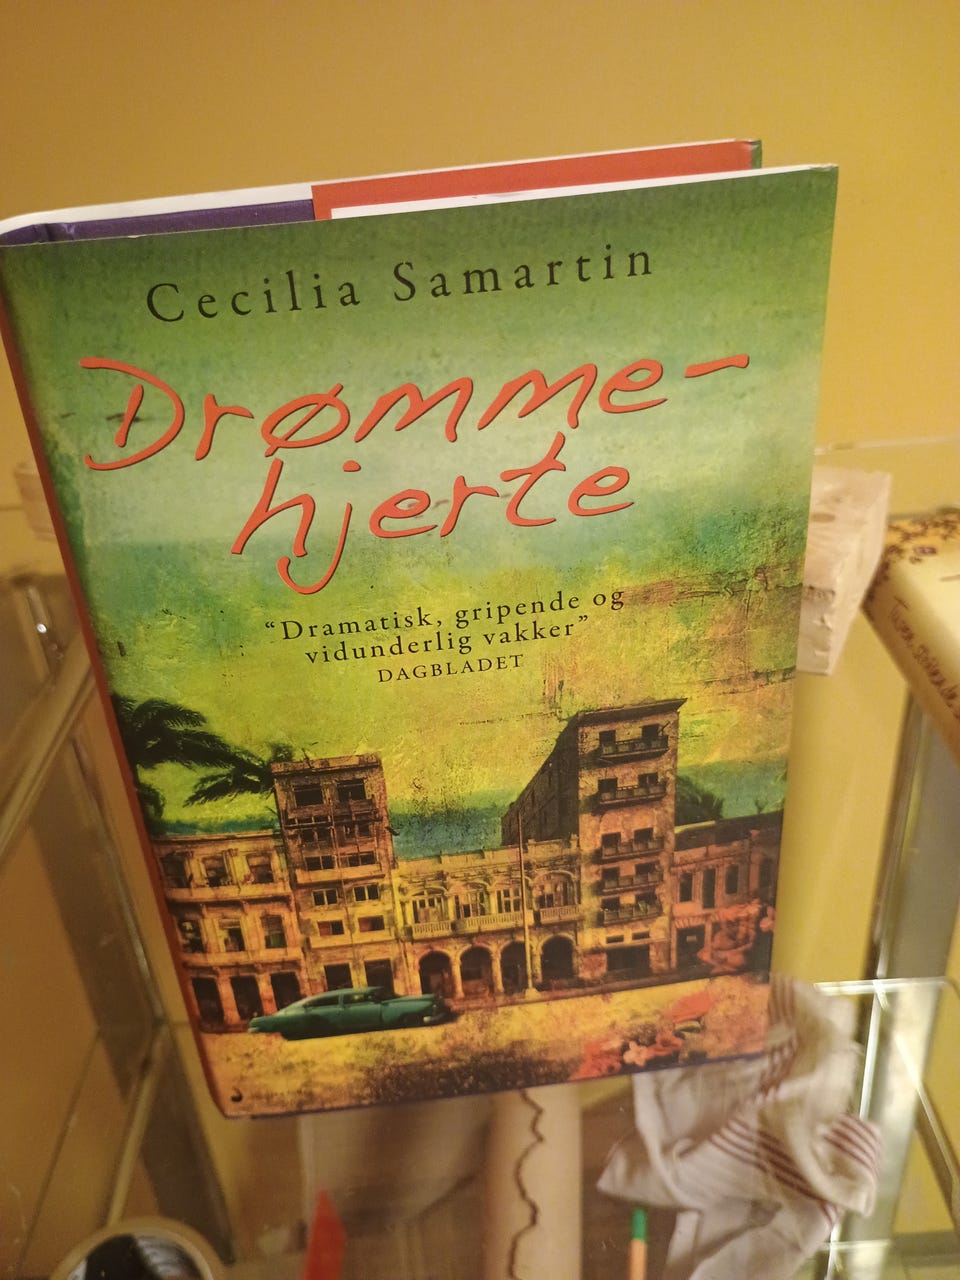 Cecilia Samartin
Drømme-
hjerte
“Dramatisk, gripende og
vidunderlig vakker”
DAGBLADET